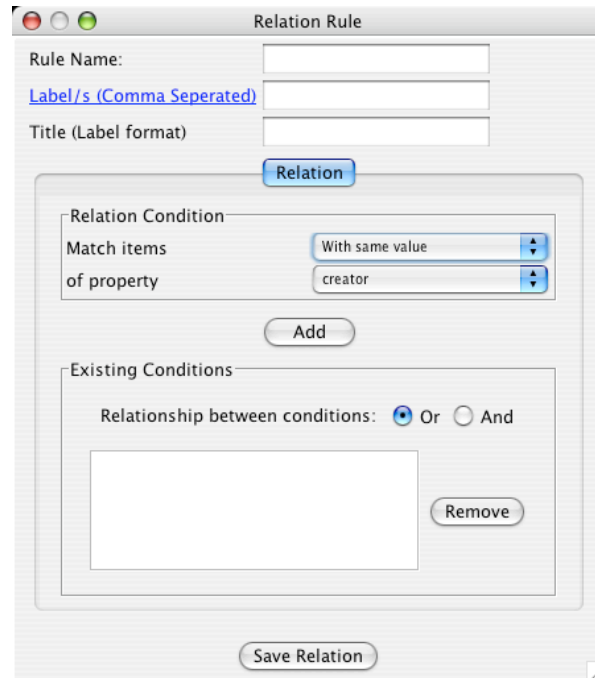 Relation Rule
Rule Name:
Label/s (Comma Seperated)
Title (Label format)
Relation
Relation Condition
Match items With same value
of property creator
Add
Existing Conditions
Relationship between conditions: Or And
Remove
Save Relation